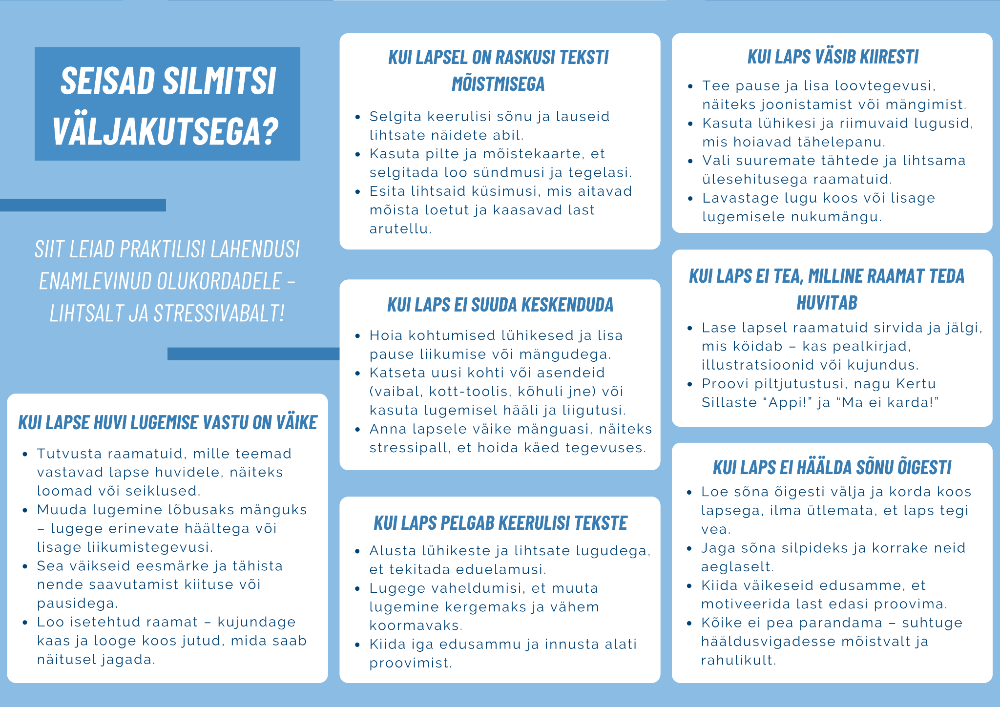 SEISAD SILMITSI
VÄLJAKUTSEGA?
SIIT LEIAD PRAKTILISI LAHENDUSI
ENAMLEVINUD OLUKORDADELE –
LIHTSALT JA STRESSIVABALT!
KUI LAPSE HUVI LUGEMISE VASTU ON VÄIKE
• Tutvusta raamatuid, mille teemad
vastavad lapse huvidele, näiteks
loomad või seiklused.
• Muuda lugemine lõbusaks mänguks
– lugege erinevate häältega või
lisage liikumistegevusi.
• Sea väikseid eesmärke ja tähista
nende saavutamist kiituse või
pausidega.
• Loo isetehtud raamat – kujundage
kaas ja looge koos jutud, mida saab
näitusel jagada.
KUI LAPSEL ON RASKUSI TEKSTI
MÕISTMISEGA
• Selgita keerulisi sõnu ja lauseid
lihtsate näidete abil.
• Kasuta pilte ja mõistekaarte, et
selgitada loo sündmusi ja tegelasi.
• Esita lihtsaid küsimusi, mis aitavad
mõista loetut ja kaasavad last
arutellu.
KUI LAPS EI SUUDA KESKENDUDA
• Hoia kohtumised lühikesed ja lisa
pause liikumise või mängudega.
• Katseta uusi kohti või asendeid
(vaibal, kott-toolis, kõhuli jne) või
kasuta lugemisel hääli ja liigutusi.
• Anna lapsele väike mänguasi, näiteks
stressipall, et hoida käed tegevuses.
KUI LAPS PELGAB KEERULISI TEKSTE
• Alusta lühikeste ja lihtsate lugudega,
et tekitada eduelamusi.
• Lugege vaheldumisi, et muuta
lugemine kergemaks ja vähem
koormavaks.
• Kiida iga edusammu ja innusta alati
proovimist.
KUI LAPS VÄSIB KIIRESTI
• Tee pause ja lisa loovtegevusi,
näiteks joonistamist või mängimist.
• Kasuta lühikesi ja riimuvaid lugusid,
mis hoiavad tähelepanu.
• Vali suuremate tähtede ja lihtsama
ülesehitusega raamatuid.
• Lavastage lugu koos või lisage
lugemisele nukumängu.
KUI LAPS EI TEA, MILLINE RAAMAT TEDA
HUVITAB
• Lase lapsel raamatuid sirvida ja jälgi,
mis köidab – kas pealkirjad,
illustratsioonid või kujundus.
• Proovi piltjutustusi, nagu Kertu
Sillaste “Appi!” ja “Ma ei karda!”
KUI LAPS EI HÄÄLDA SÕNU ÕIGESTI
• Loe sõna õigesti välja ja korda koos
lapsega, ilma ütlemata, et laps tegi
vea.
• Jaga sõna silpideks ja korrake neid
aeglaselt.
• Kiida väikeseid edusamme, et
motiveerida last edasi proovima.
• Kõike ei pea parandama – suhtuge
hääldusvigadesse mõistvalt ja
rahulikult.